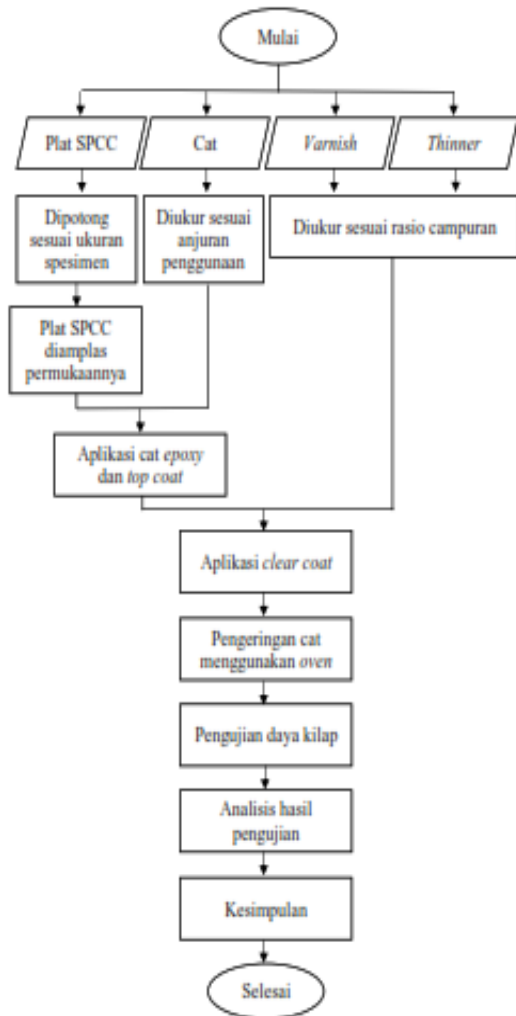 Mulai
Plat SPCC
Cat
Varnish
Thinner
Dipotong
sesuai ukuran
spesimen
Diukur sesuai
anjuran
penggunaan
Diukur sesuai rasio campuran
Plat SPCC
diamplas
permukaannya
Aplikasi cat epoxy
dan top coat
Aplikasi clear coat
Pengeringan cat
menggunakan oven
Pengujian daya kilap
Analisis hasil
pengujian
Kesimpulan
Selesai